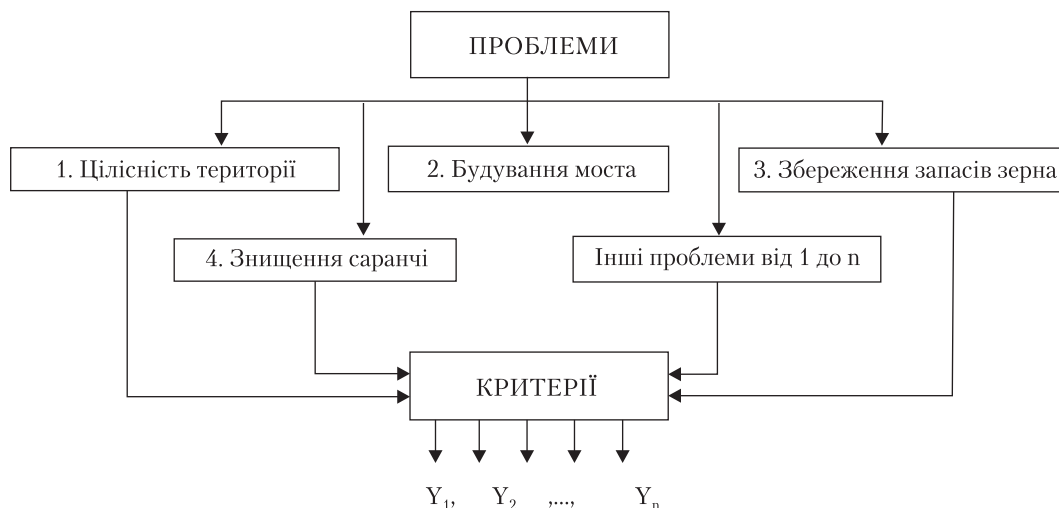 ПРОБЛЕМИ
1. Цілісність території
2. Будування моста
3. Збереження запасів зерна
4. Знищення саранчі
Інші проблеми від 1 до n
КРИТЕРІЇ
Y₁, Y₂ ,..., Yₙ